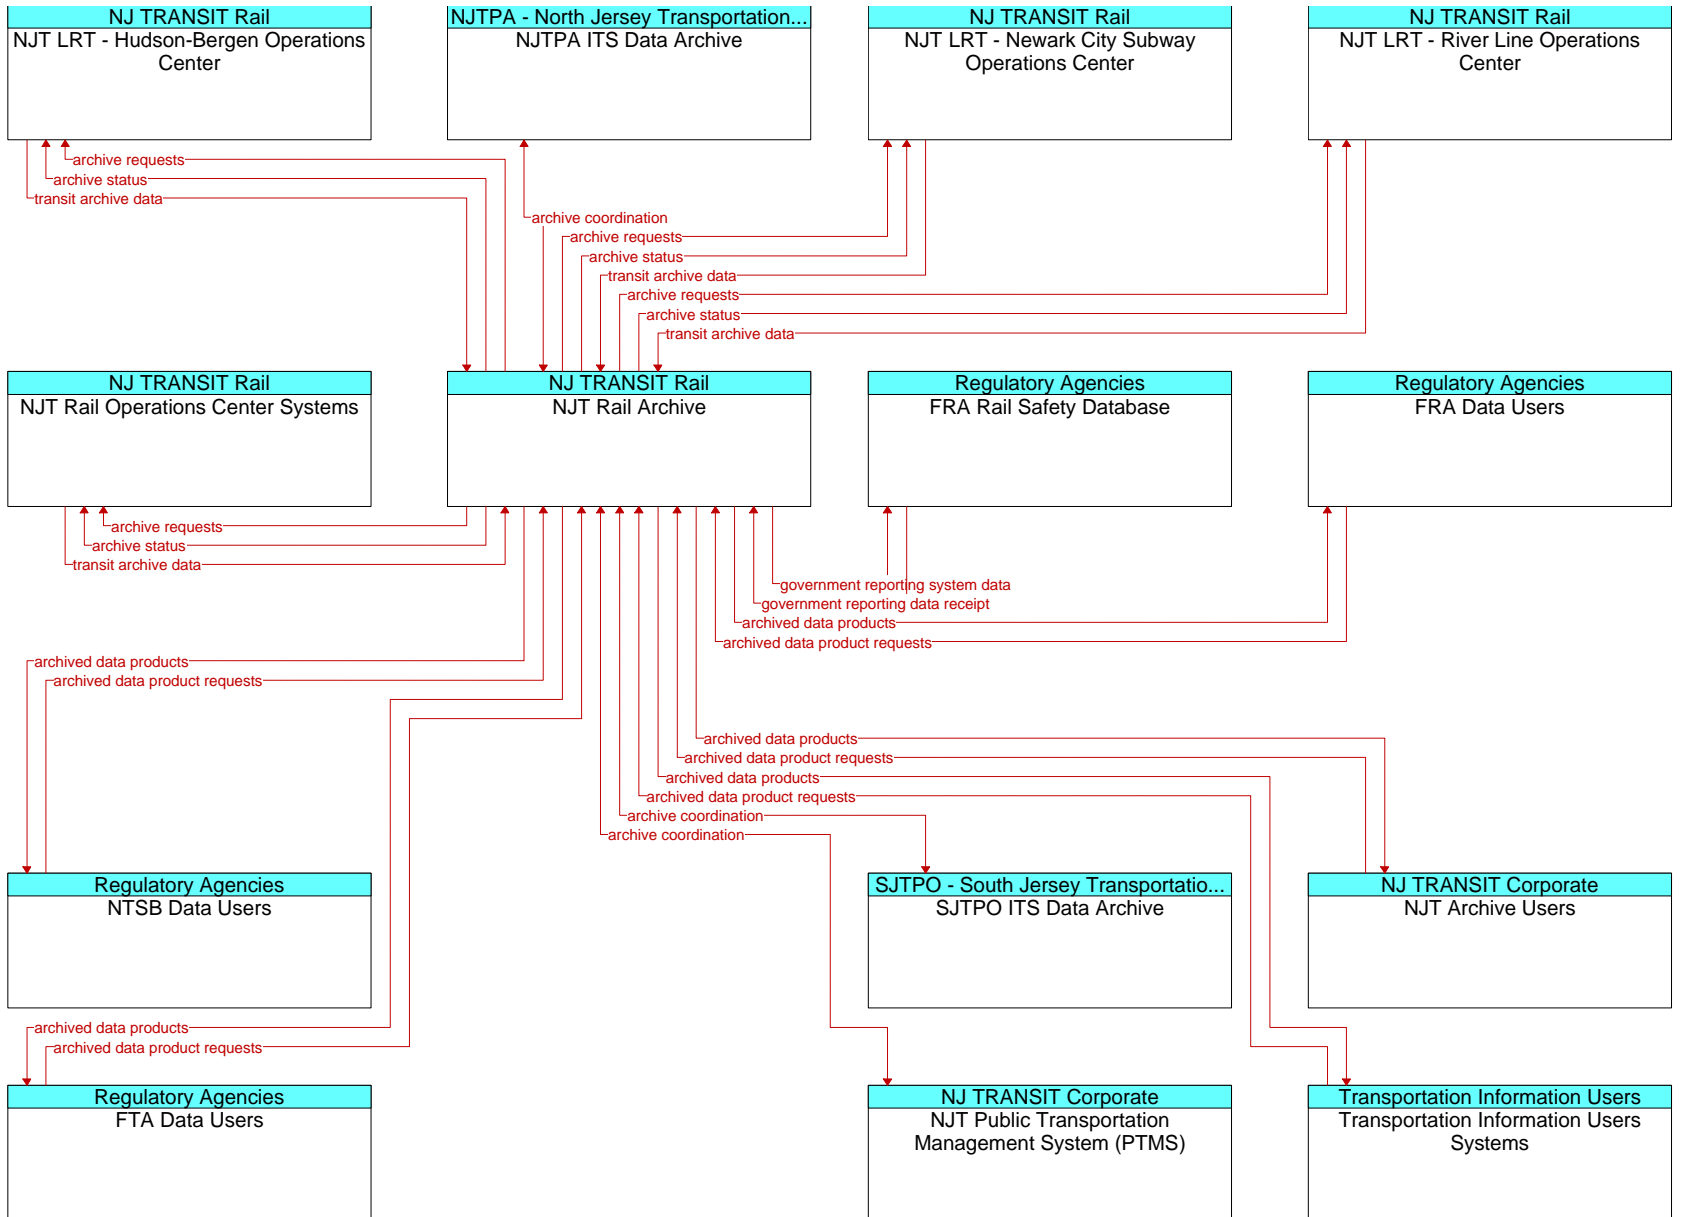 NJ TRANSIT Rail
NJT LRT - Hudson-Bergen Operations
Center
NJTPA - North Jersey Transportation...
NJTPA ITS Data Archive
NJ TRANSIT Rail
NJT LRT - Newark City Subway
Operations Center
NJ TRANSIT Rail
NJT LRT - River Line Operations
Center
archive requests
archive status
transit archive data
archive coordination
archive requests
archive status
transit archive data
archive requests
archive status
transit archive data
NJ TRANSIT Rail
NJT Rail Operations Center Systems
NJ TRANSIT Rail
NJT Rail Archive
Regulatory Agencies
FRA Rail Safety Database
Regulatory Agencies
FRA Data Users
archive requests
archive status
transit archive data
government reporting system data
government reporting data receipt
archived data products
archived data product requests
archived data products
archived data product requests
archived data products
archived data product requests
archived data products
archived data product requests
archive coordination
archive coordination
Regulatory Agencies
NTSB Data Users
SJTPO - South Jersey Transportatio...
SJTPO ITS Data Archive
NJ TRANSIT Corporate
NJT Archive Users
archived data products
archived data product requests
Regulatory Agencies
FTA Data Users
NJ TRANSIT Corporate
NJT Public Transportation
Management System (PTMS)
Transportation Information Users
Transportation Information Users
Systems